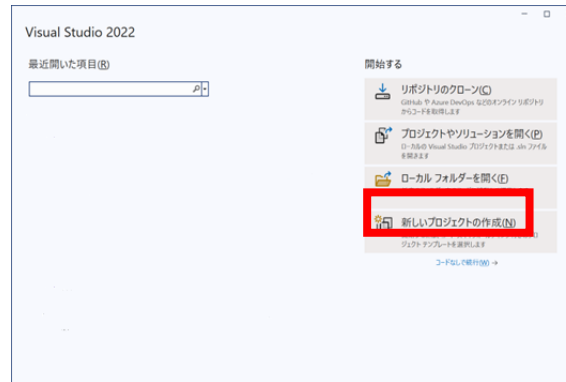 Visual Studio 2022
最近開いた項目(R)
開始する
リポジトリのクローン(C)
GitHub や Azure DevOps などのオンライン リポジトリ
からコードを取得します
プロジェクトやソリューションを開く(P)
ローカルの Visual Studio プロジェクトまたは .sln ファイル
を開きます
ローカル フォルダーを開く(F)
新しいプロジェクトの作成(N)
ジェクト テンプレートを選択します
コードなしで続行(W) →